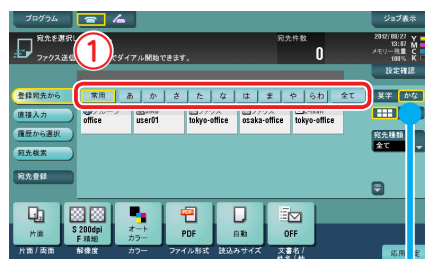 プログラム
ジョブ表示
宛先を選択
ファクス送
でダイアル開始できます。
宛先件数
0
2012/08/27
13:07
メモリー残量
100%
Y
M
C
K
設定確認
①
登録宛先から
常用
あ
か
さ
た
な
は
ま
や
らわ
全て
英字
かな
直接入力
office
user01
tokyo-office
osaka-office
tokyo-office
履歴から選択
宛先種類
全て
宛先検索
宛先登録
片面
S 200dpi
F 精細
オート
カラー
PDF
自動
OFF
片面/両面
解像度
カラー
ファイル形式
読込みサイズ
文書名/
件名/他
応用
定